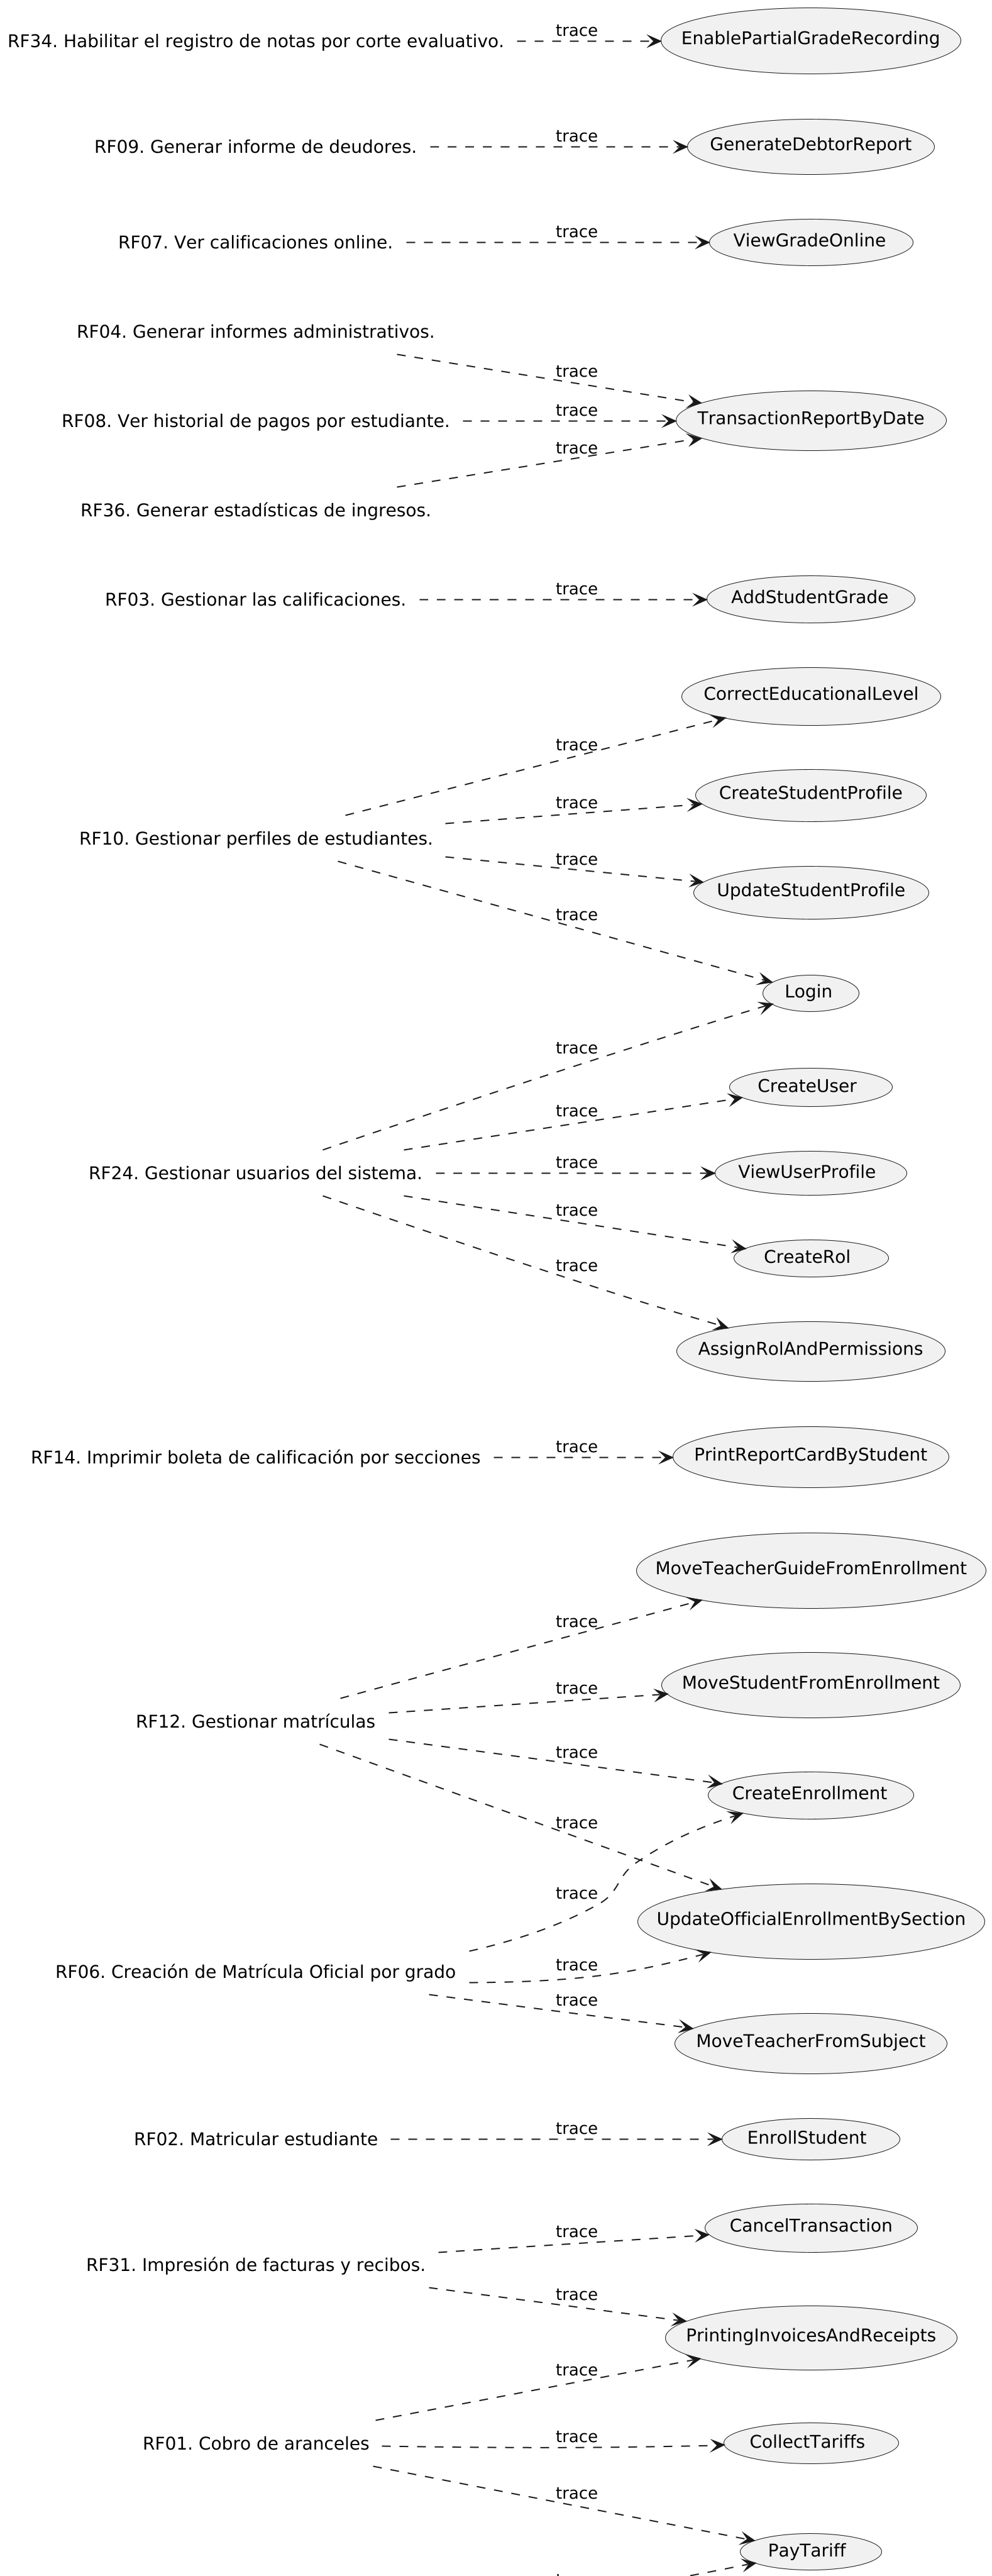 RF34. Habilitar el registro de notas por corte evaluativo.
trace
EnablePartialGradeRecording
RF09. Generar informe de deudores.
trace
GenerateDebtorReport
RF07. Ver calificaciones online.
trace
ViewGradeOnline
RF04. Generar informes administrativos.
trace
RF08. Ver historial de pagos por estudiante.
trace
TransactionReportByDate
trace
RF36. Generar estadísticas de ingresos.
RF03. Gestionar las calificaciones.
trace
AddStudentGrade
CorrectEducationalLevel
trace
CreateStudentProfile
trace
RF10. Gestionar perfiles de estudiantes.
trace
UpdateStudentProfile
trace
Login
trace
CreateUser
trace
RF24. Gestionar usuarios del sistema.
trace
ViewUserProfile
trace
CreateRol
trace
AssignRolAndPermissions
RF14. Imprimir boleta de calificación por secciones
trace
PrintReportCardByStudent
MoveTeacherGuideFromEnrollment
trace
MoveStudentFromEnrollment
trace
RF12. Gestionar matrículas
trace
CreateEnrollment
trace
trace
UpdateOfficialEnrollmentBySection
trace
RF06. Creación de Matrícula Oficial por grado
trace
MoveTeacherFromSubject
RF02. Matricular estudiante
trace
EnrollStudent
CancelTransaction
trace
RF31. Impresión de facturas y recibos.
trace
PrintingInvoicesAndReceipts
trace
RF01. Cobro de aranceles
trace
CollectTariffs
trace
PayTariff